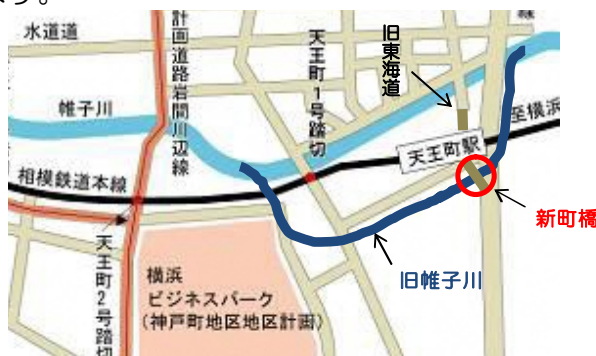 ます。
水道道
計画道路岩間川辺線
天王町1号踏切
旧東海道
線
帷子川
至横浜
天王町駅
相模鉄道本線
新町橋
天王町2号踏切
横浜
ビジネスパーク
(神戸町地区地区計画)
旧帷子川